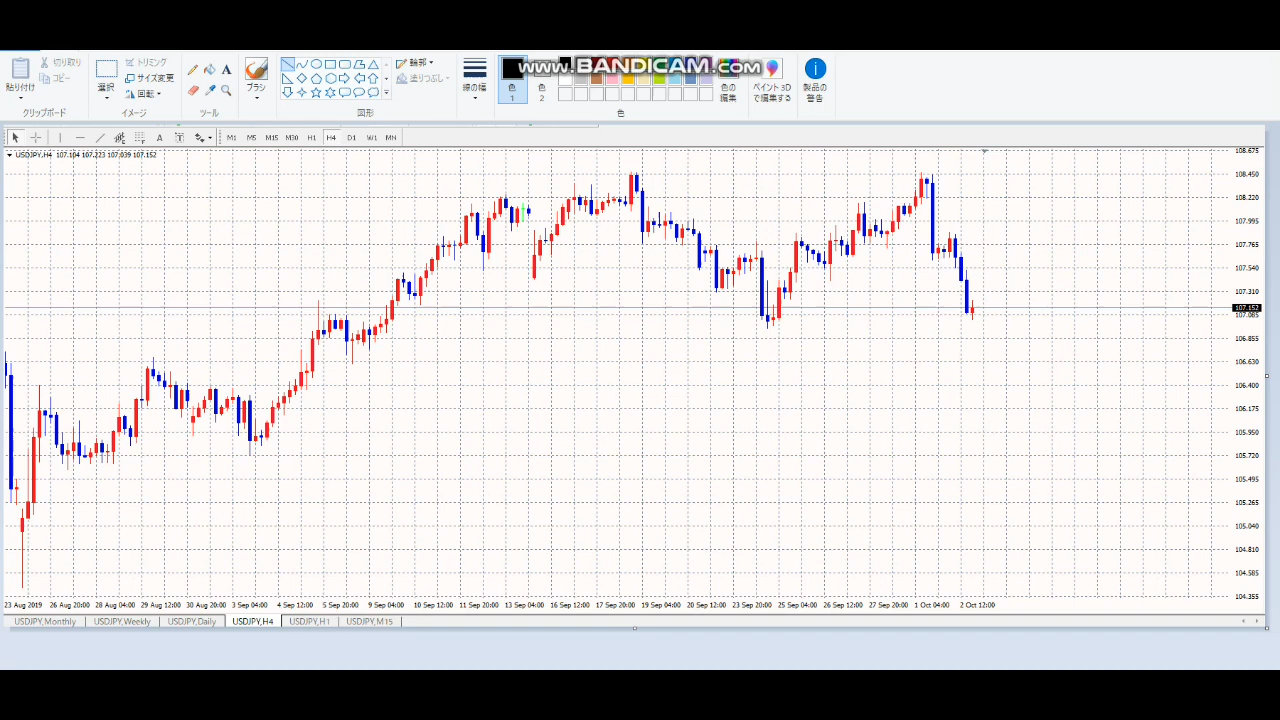 www.BANDICAM.com
貼り付け
切り取り
コピー
クリップボード
選択
トリミング
サイズ変更
回転
イメージ
A
ツール
ブラシ
輪郭
塗りつぶし
図形
線の幅
色
1
色
2
色の
編集
色
ペイント 3D
で編集する
製品の
警告
A T M1 M5 M15 M30 H1 H4 D1 W1 MN
USDJPY,H4 107.104 107.223 107.039 107.152
108.675
108.450
108.220
107.995
107.765
107.540
107.310
107.152
107.085
106.855
106.630
106.400
106.175
105.950
105.720
105.495
105.265
105.040
104.810
104.585
104.355
23 Aug 2019 26 Aug 20:00 28 Aug 04:00 29 Aug 12:00 30 Aug 20:00 3 Sep 04:00 4 Sep 12:00 5 Sep 20:00 9 Sep 04:00 10 Sep 12:00 11 Sep 20:00 13 Sep 04:00 16 Sep 12:00 17 Sep 20:00 19 Sep 04:00 20 Sep 12:00 23 Sep 20:00 25 Sep 04:00 26 Sep 12:00 27 Sep 20:00 1 Oct 04:00 2 Oct 12:00
USDJPY,Monthly USDJPY,Weekly USDJPY,Daily USDJPY,H4 USDJPY,H1 USDJPY,M15